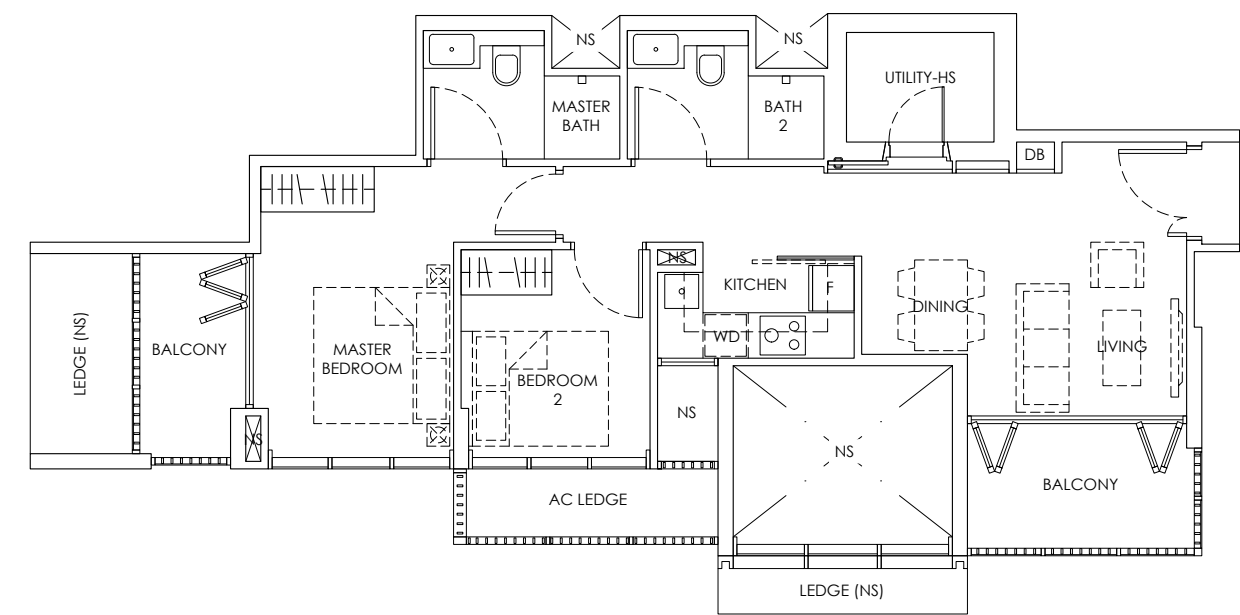 NS
NS
UTILITY-HS
MASTER
BATH
BATH
2
DB
NS
KITCHEN
F
DINING
LEDGE (NS)
BALCONY
MASTER
BEDROOM
WD
LIVING
BEDROOM
2
NS
NS
NS
BALCONY
AC LEDGE
LEDGE (NS)